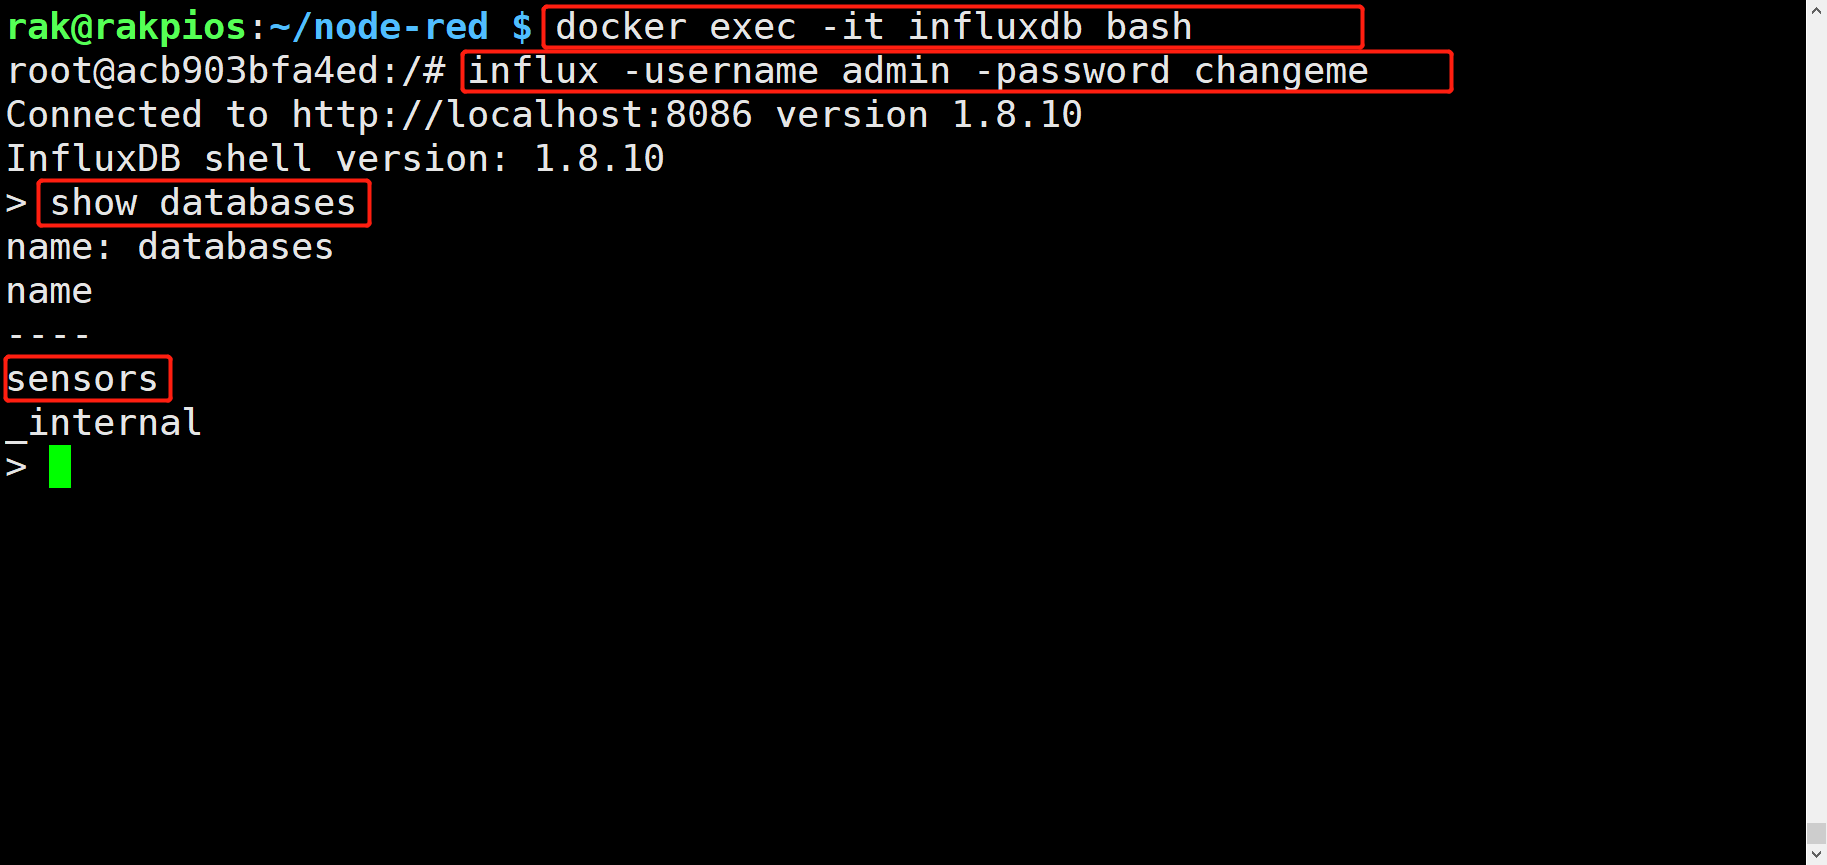 rak@rakpios:~/node-red $ docker exec -it influxdb bash
root@acb903bfa4ed:/# influx -username admin -password changeme
Connected to http://localhost:8086 version 1.8.10
InfluxDB shell version: 1.8.10
> show databases
name: databases
name
----
sensors
_internal
>